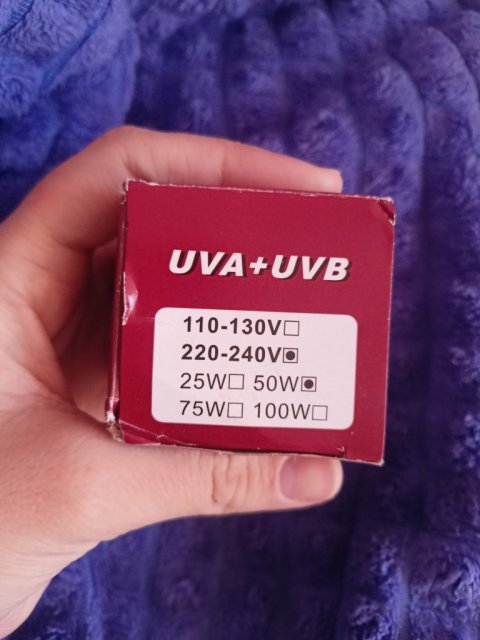 UVA+UVB
110-130V☐
220-240V▣
25W☐ 50W▣
75W☐ 100W☐